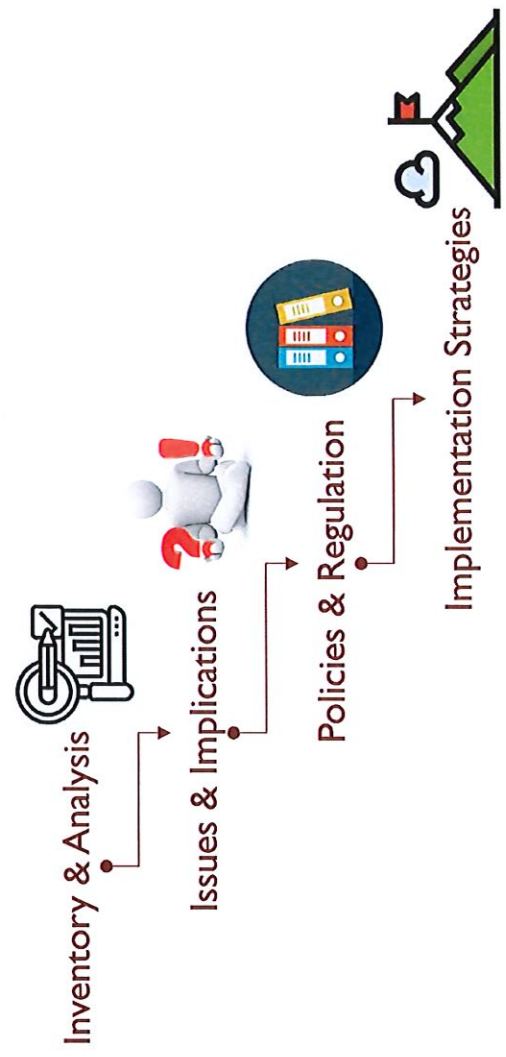 Inventory & Analysis
Issues & Implications
Policies & Regulation
Implementation Strategies